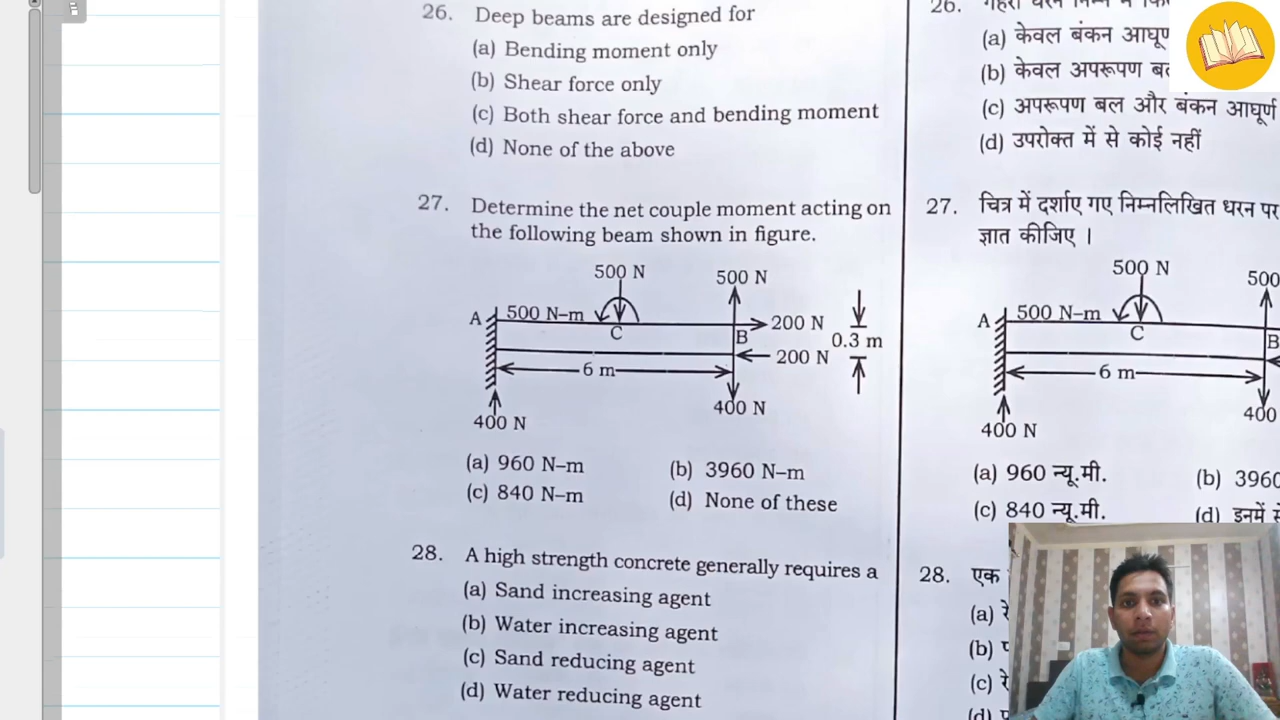 26. Deep beams are designed for
(a) Bending moment only
(b) Shear force only
(c) Both shear force and bending moment
(d) None of the above
27. Determine the net couple moment acting on
the following beam shown in figure.
500 N
500 N
A
500 N-m
C
B
200 N
0.3 m
200 N
6 m
400 N
400 N
(a) 960 N-m
(b) 3960 N-m
(c) 840 N-m
(d) None of these
28. A high strength concrete generally requires a
(a) Sand increasing agent
(b) Water increasing agent
(c) Sand reducing agent
(d) Water reducing agent
26.
(a) केवल बंकन
(b) केवल अपरूपण
(c) अपरूपण बल और बंकन आघूर्ण
(d) उपरोक्त में से कोई नहीं
27. चित्र में दर्शाए गए निम्नलिखित धरन पर
ज्ञात कीजिए ।
500 N
500
A
500 N-m
C
B
6 m
400 N
400
(a) 960 न्यू.मी.
(b) 3960
(c) 840 न्यू.मी.
(d)
28. एक
(a)
(b)
(c)
(d)